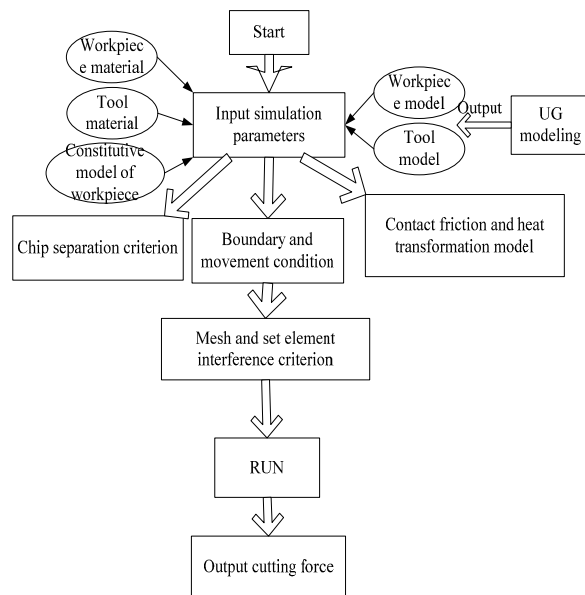 Start
Workpiec
e material
Tool
material
Constitutive
model of
workpiece
Input simulation
parameters
Workpiec
e model
Tool
model
Output
UG
modeling
Chip separation criterion
Boundary and
movement condition
Contact friction and heat
transformation model
Mesh and set element
interference criterion
RUN
Output cutting force